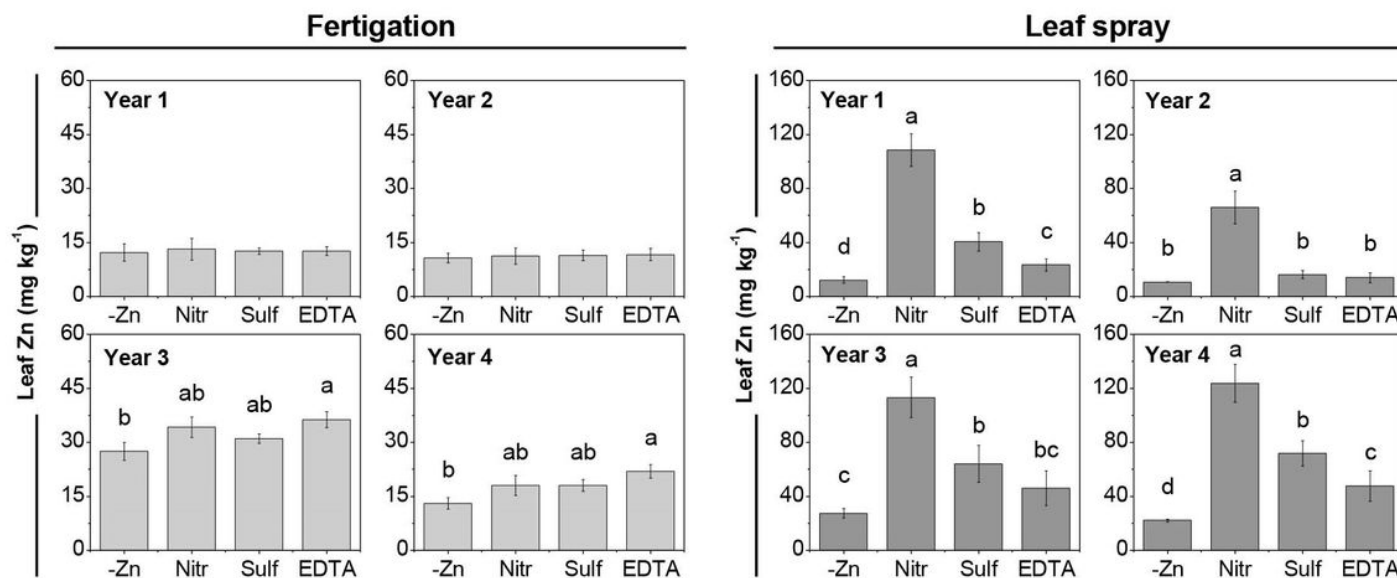 Fertigation
Leaf spray
Leaf Zn (mg kg⁻¹)
60
45
30
15
0
Year 1
-Zn Nitr Sulf EDTA
60
45
30
15
0
Year 2
-Zn Nitr Sulf EDTA
60
45
30
15
0
Year 3
b ab ab a
-Zn Nitr Sulf EDTA
60
45
30
15
0
Year 4
b ab ab a
-Zn Nitr Sulf EDTA
Leaf Zn (mg kg⁻¹)
160
120
80
40
0
Year 1
d a b c
-Zn Nitr Sulf EDTA
160
120
80
40
0
Year 2
b a b b
-Zn Nitr Sulf EDTA
160
120
80
40
0
Year 3
c a b bc
-Zn Nitr Sulf EDTA
160
120
80
40
0
Year 4
d a b c
-Zn Nitr Sulf EDTA